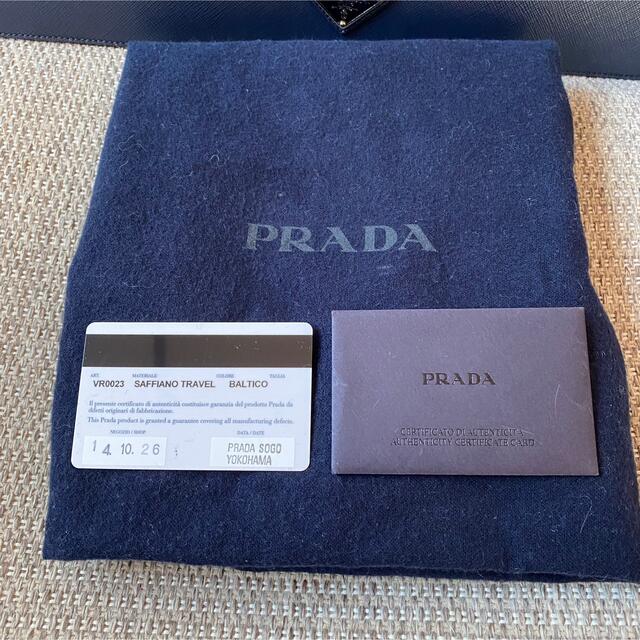 PRADA
ART. MATERIALE COLORE TAGLIA
VR0023 SAFFIANO TRAVEL BALTICO
Il presente certificato di autenticità costituisce garanzia del prodotto Prada da
difetti originari di fabbricazione.
This Prada product is granted a guarantee covering all manufacturing defects.
NEGOZIO / SHOP DATA / DATE
14. 10. 26 PRADA SOGO
YOKOHAMA
PRADA
CERTIFICATO DI AUTENTICITÀ
AUTHENTICITY CERTIFICATE CARD